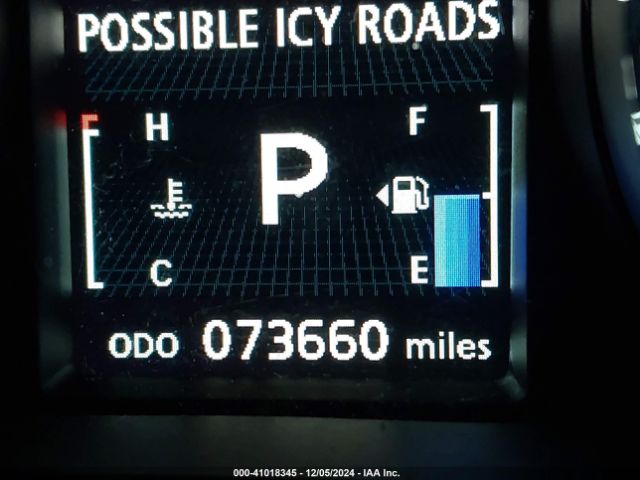 POSSIBLE ICY ROADS
H F
P
C E
ODO 073660 miles
000-41018345 - 12/05/2024 - IAA Inc.